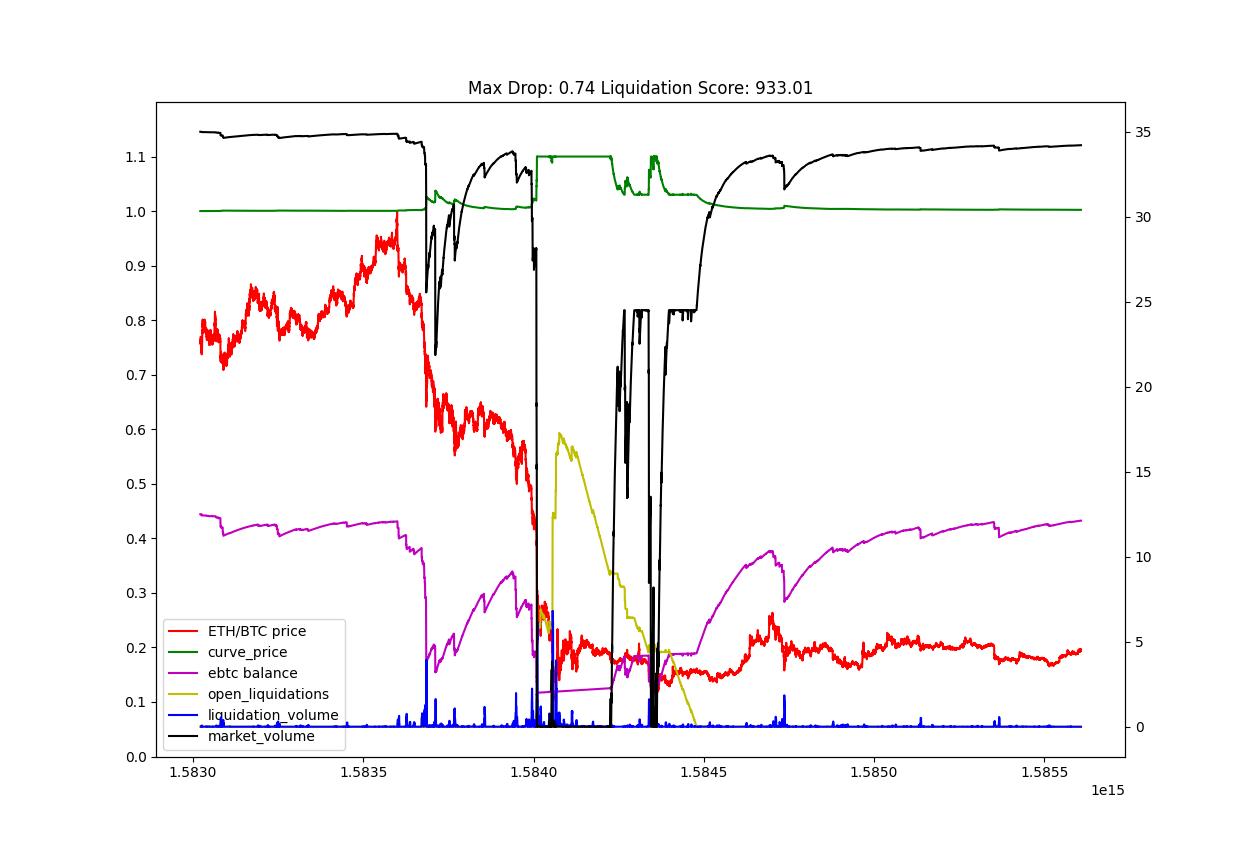 Max Drop: 0.74 Liquidation Score: 933.01
1.1
1.0
0.9
0.8
0.7
0.6
0.5
0.4
0.3
0.2
0.1
0.0
35
30
25
20
15
10
5
0
ETH/BTC price
curve_price
ebtc balance
open_liquidations
liquidation_volume
market_volume
1.5830 1.5835 1.5840 1.5845 1.5850 1.5855
1e15